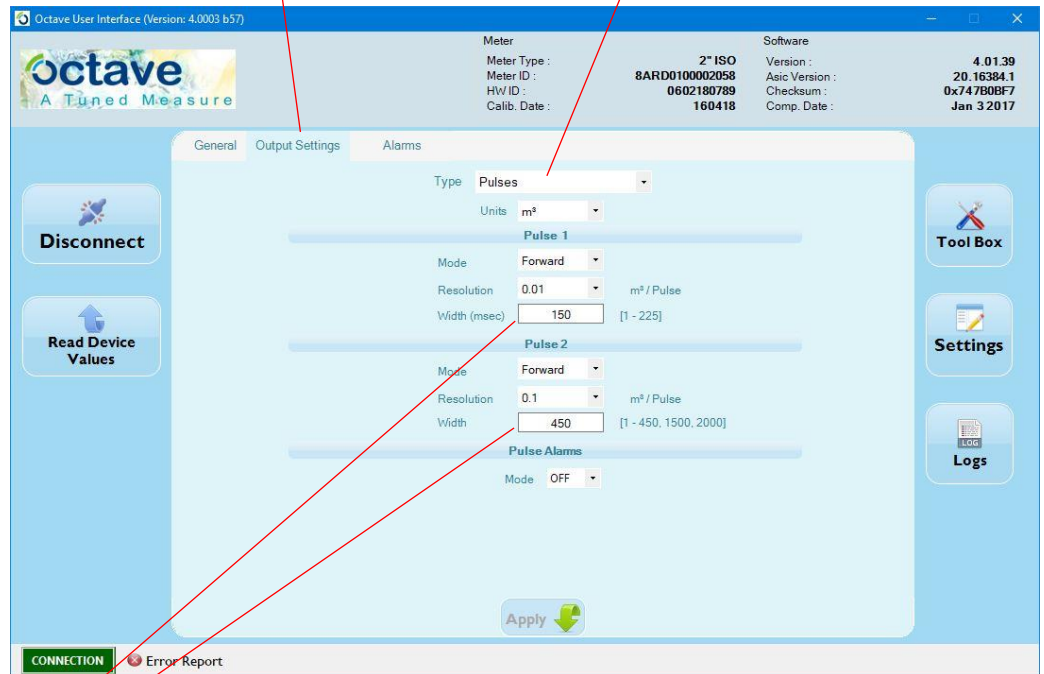 Octave User Interface (Version: 4.0003 b57)
octave
A Tuned Measure
Meter
Meter Type : 2" ISO
Meter ID : 8ARD0100002058
HW ID : 0602180789
Calib. Date : 160418
Software
Version : 4.01.39
Asic Version : 20.16384.1
Checksum : 0x747B0BF7
Comp. Date : Jan 3 2017
General Output Settings Alarms
Disconnect
Read Device
Values
Type Pulses
Units m³
Pulse 1
Mode Forward
Resolution 0.01 m³ / Pulse
Width (msec) 150 [1 - 225]
Pulse 2
Mode Forward
Resolution 0.1 m³ / Pulse
Width 450 [1 - 450, 1500, 2000]
Pulse Alarms
Mode OFF
Apply
Tool Box
Settings
LOG
Logs
CONNECTION Error Report